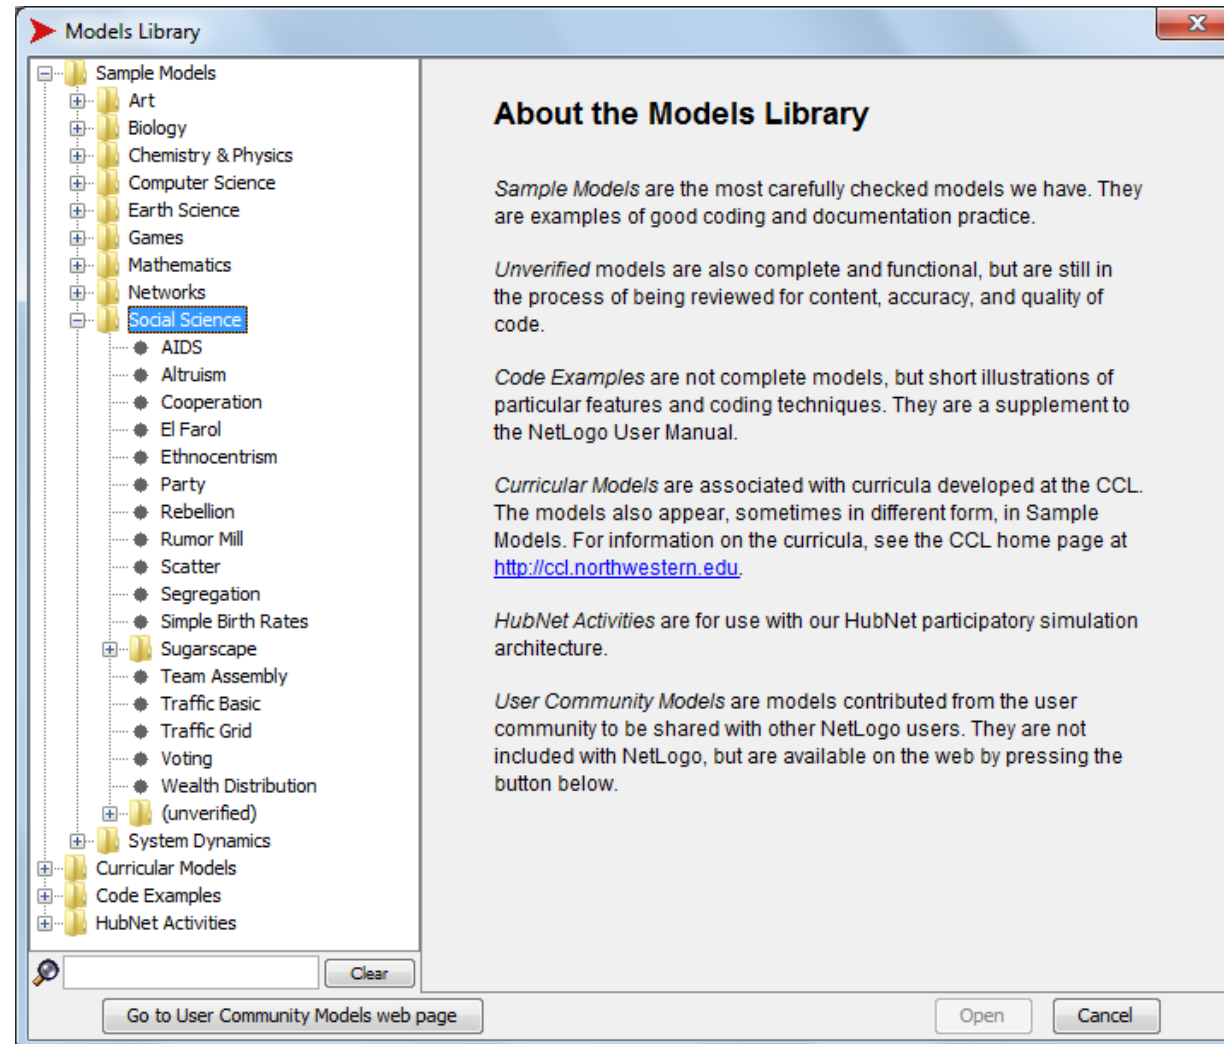 Models Library
Sample Models
Art
Biology
Chemistry & Physics
Computer Science
Earth Science
Games
Mathematics
Networks
Social Science
AIDS
Altruism
Cooperation
El Farol
Ethnocentrism
Party
Rebellion
Rumor Mill
Scatter
Segregation
Simple Birth Rates
Sugarscape
Team Assembly
Traffic Basic
Traffic Grid
Voting
Wealth Distribution
(unverified)
System Dynamics
Curricular Models
Code Examples
HubNet Activities
Clear
About the Models Library
Sample Models are the most carefully checked models we have. They
are examples of good coding and documentation practice.
Unverified models are also complete and functional, but are still in
the process of being reviewed for content, accuracy, and quality of
code.
Code Examples are not complete models, but short illustrations of
particular features and coding techniques. They are a supplement to
the NetLogo User Manual.
Curricular Models are associated with curricula developed at the CCL.
The models also appear, sometimes in different form, in Sample
Models. For information on the curricula, see the CCL home page at
http://ccl.northwestern.edu.
HubNet Activities are for use with our HubNet participatory simulation
architecture.
User Community Models are models contributed from the user
community to be shared with other NetLogo users. They are not
included with NetLogo, but are available on the web by pressing the
button below.
Go to User Community Models web page
Open
Cancel